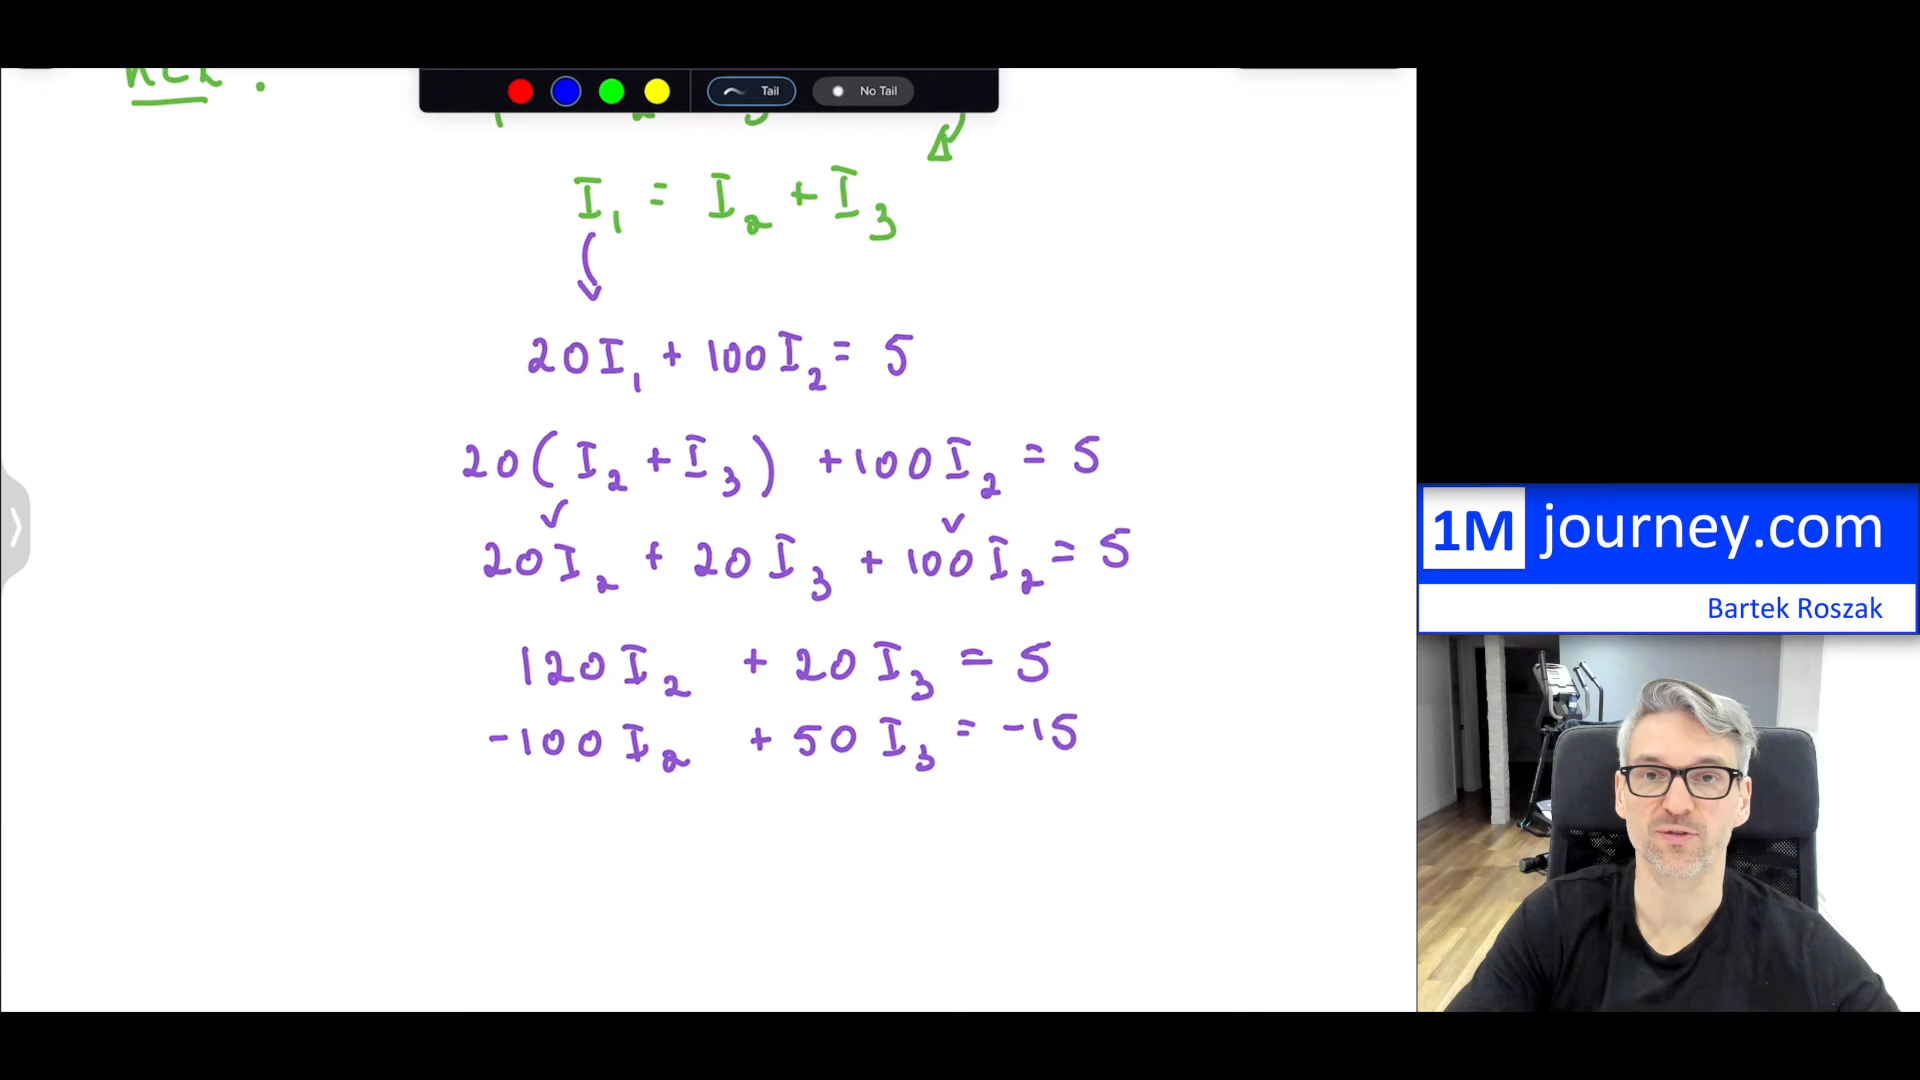 KCL :
Tail No Tail
I₁ = I₂ + I₃
20I₁ + 100I₂ = 5
20(I₂ + I₃) + 100I₂ = 5
20I₂ + 20I₃ + 100I₂ = 5
120I₂ + 20I₃ = 5
-100I₂ + 50I₃ = -15
1M journey.com
Bartek Roszak